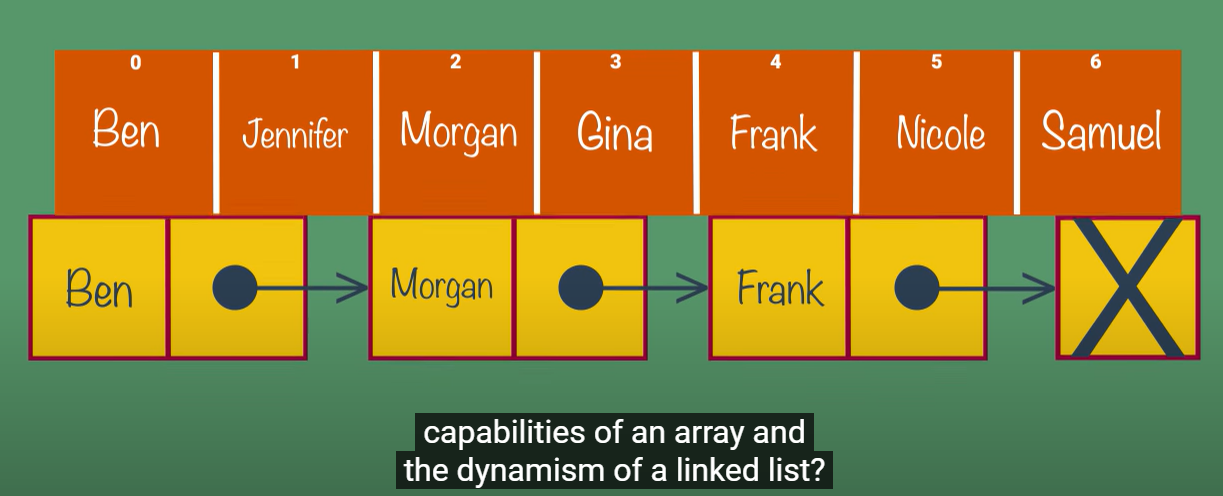 0 1 2 3 4 5 6
Ben Jennifer Morgan Gina Frank Nicole Samuel
Ben Morgan Frank
capabilities of an array and
the dynamism of a linked list?